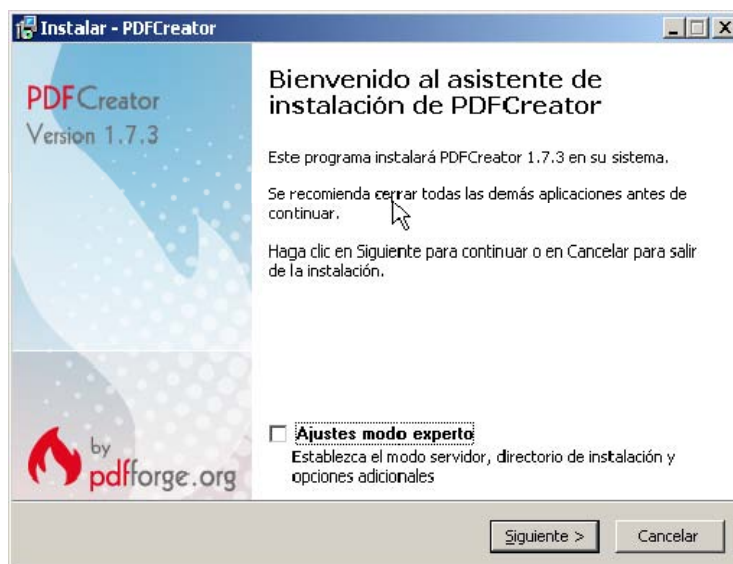 Instalar - PDFCreator
PDFCreator
Version 1.7.3
Bienvenido al asistente de
instalación de PDFCreator
Este programa instalará PDFCreator 1.7.3 en su sistema.
Se recomienda cerrar todas las demás aplicaciones antes de
continuar.
Haga clic en Siguiente para continuar o en Cancelar para salir
de la instalación.
Ajustes modo experto
Establezca el modo servidor, directorio de instalación y
opciones adicionales
by
pdfforge.org
Siguiente >
Cancelar